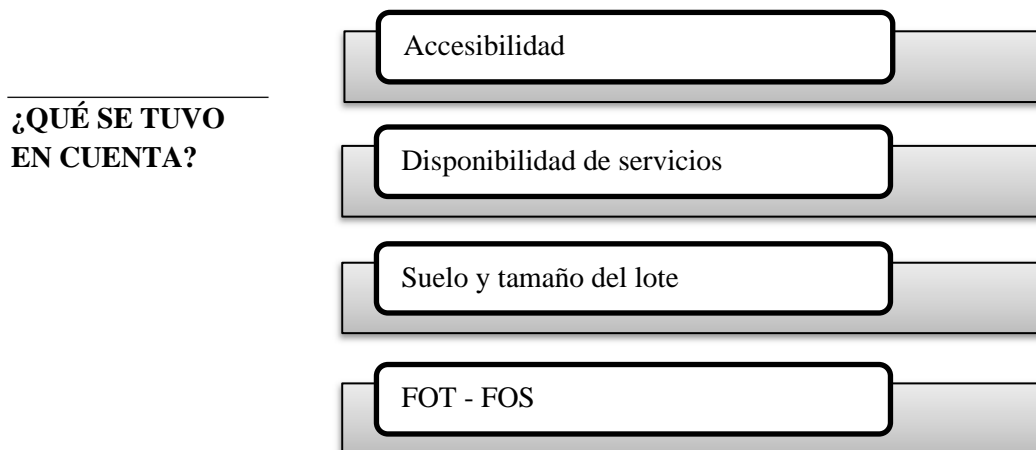 ¿QUÉ SE TUVO
EN CUENTA?
Accesibilidad
Disponibilidad de servicios
Suelo y tamaño del lote
FOT - FOS